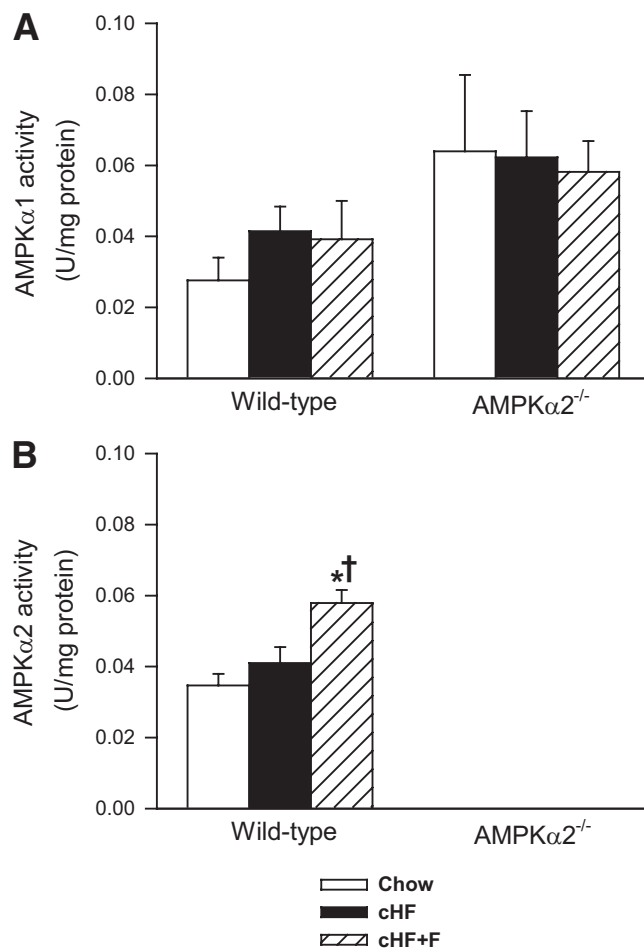 A
AMPKα1 activity
(U/mg protein)
0.10
0.08
0.06
0.04
0.02
0.00
Wild-type AMPKα2-/-
B
AMPKα2 activity
(U/mg protein)
0.10
0.08
0.06
0.04
0.02
0.00
*†
Wild-type AMPKα2-/-
Chow
cHF
cHF+F